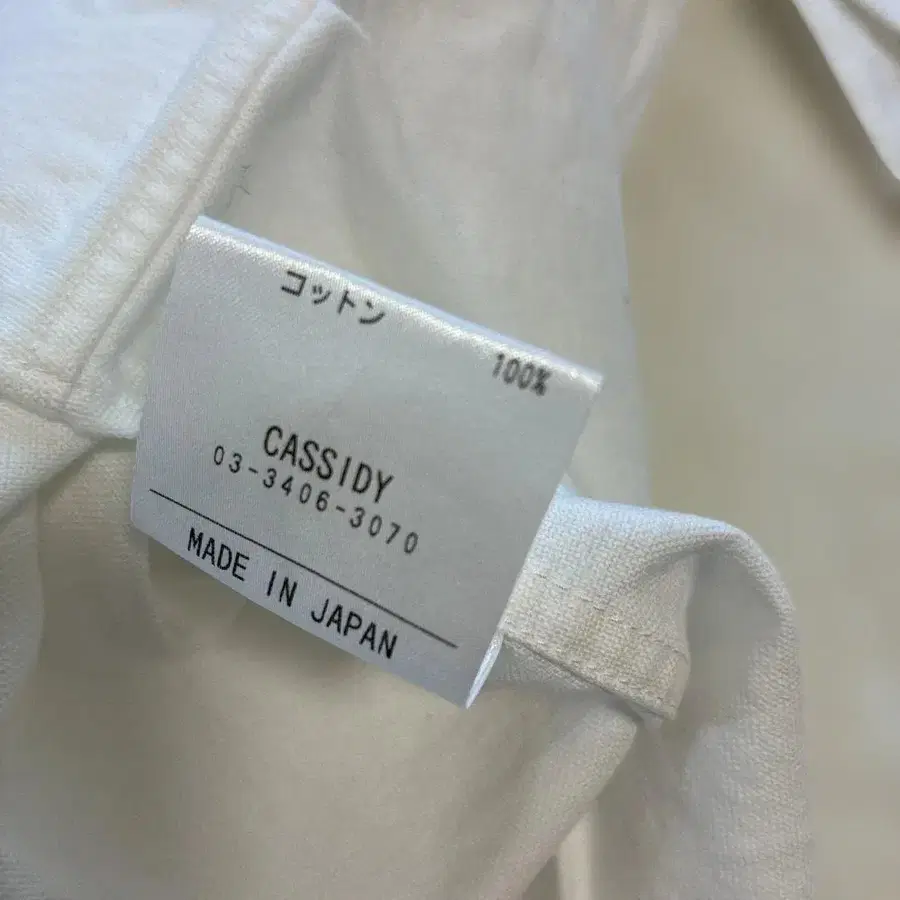 コットン
100%
CASSIDY
03-3406-3070
MADE IN JAPAN